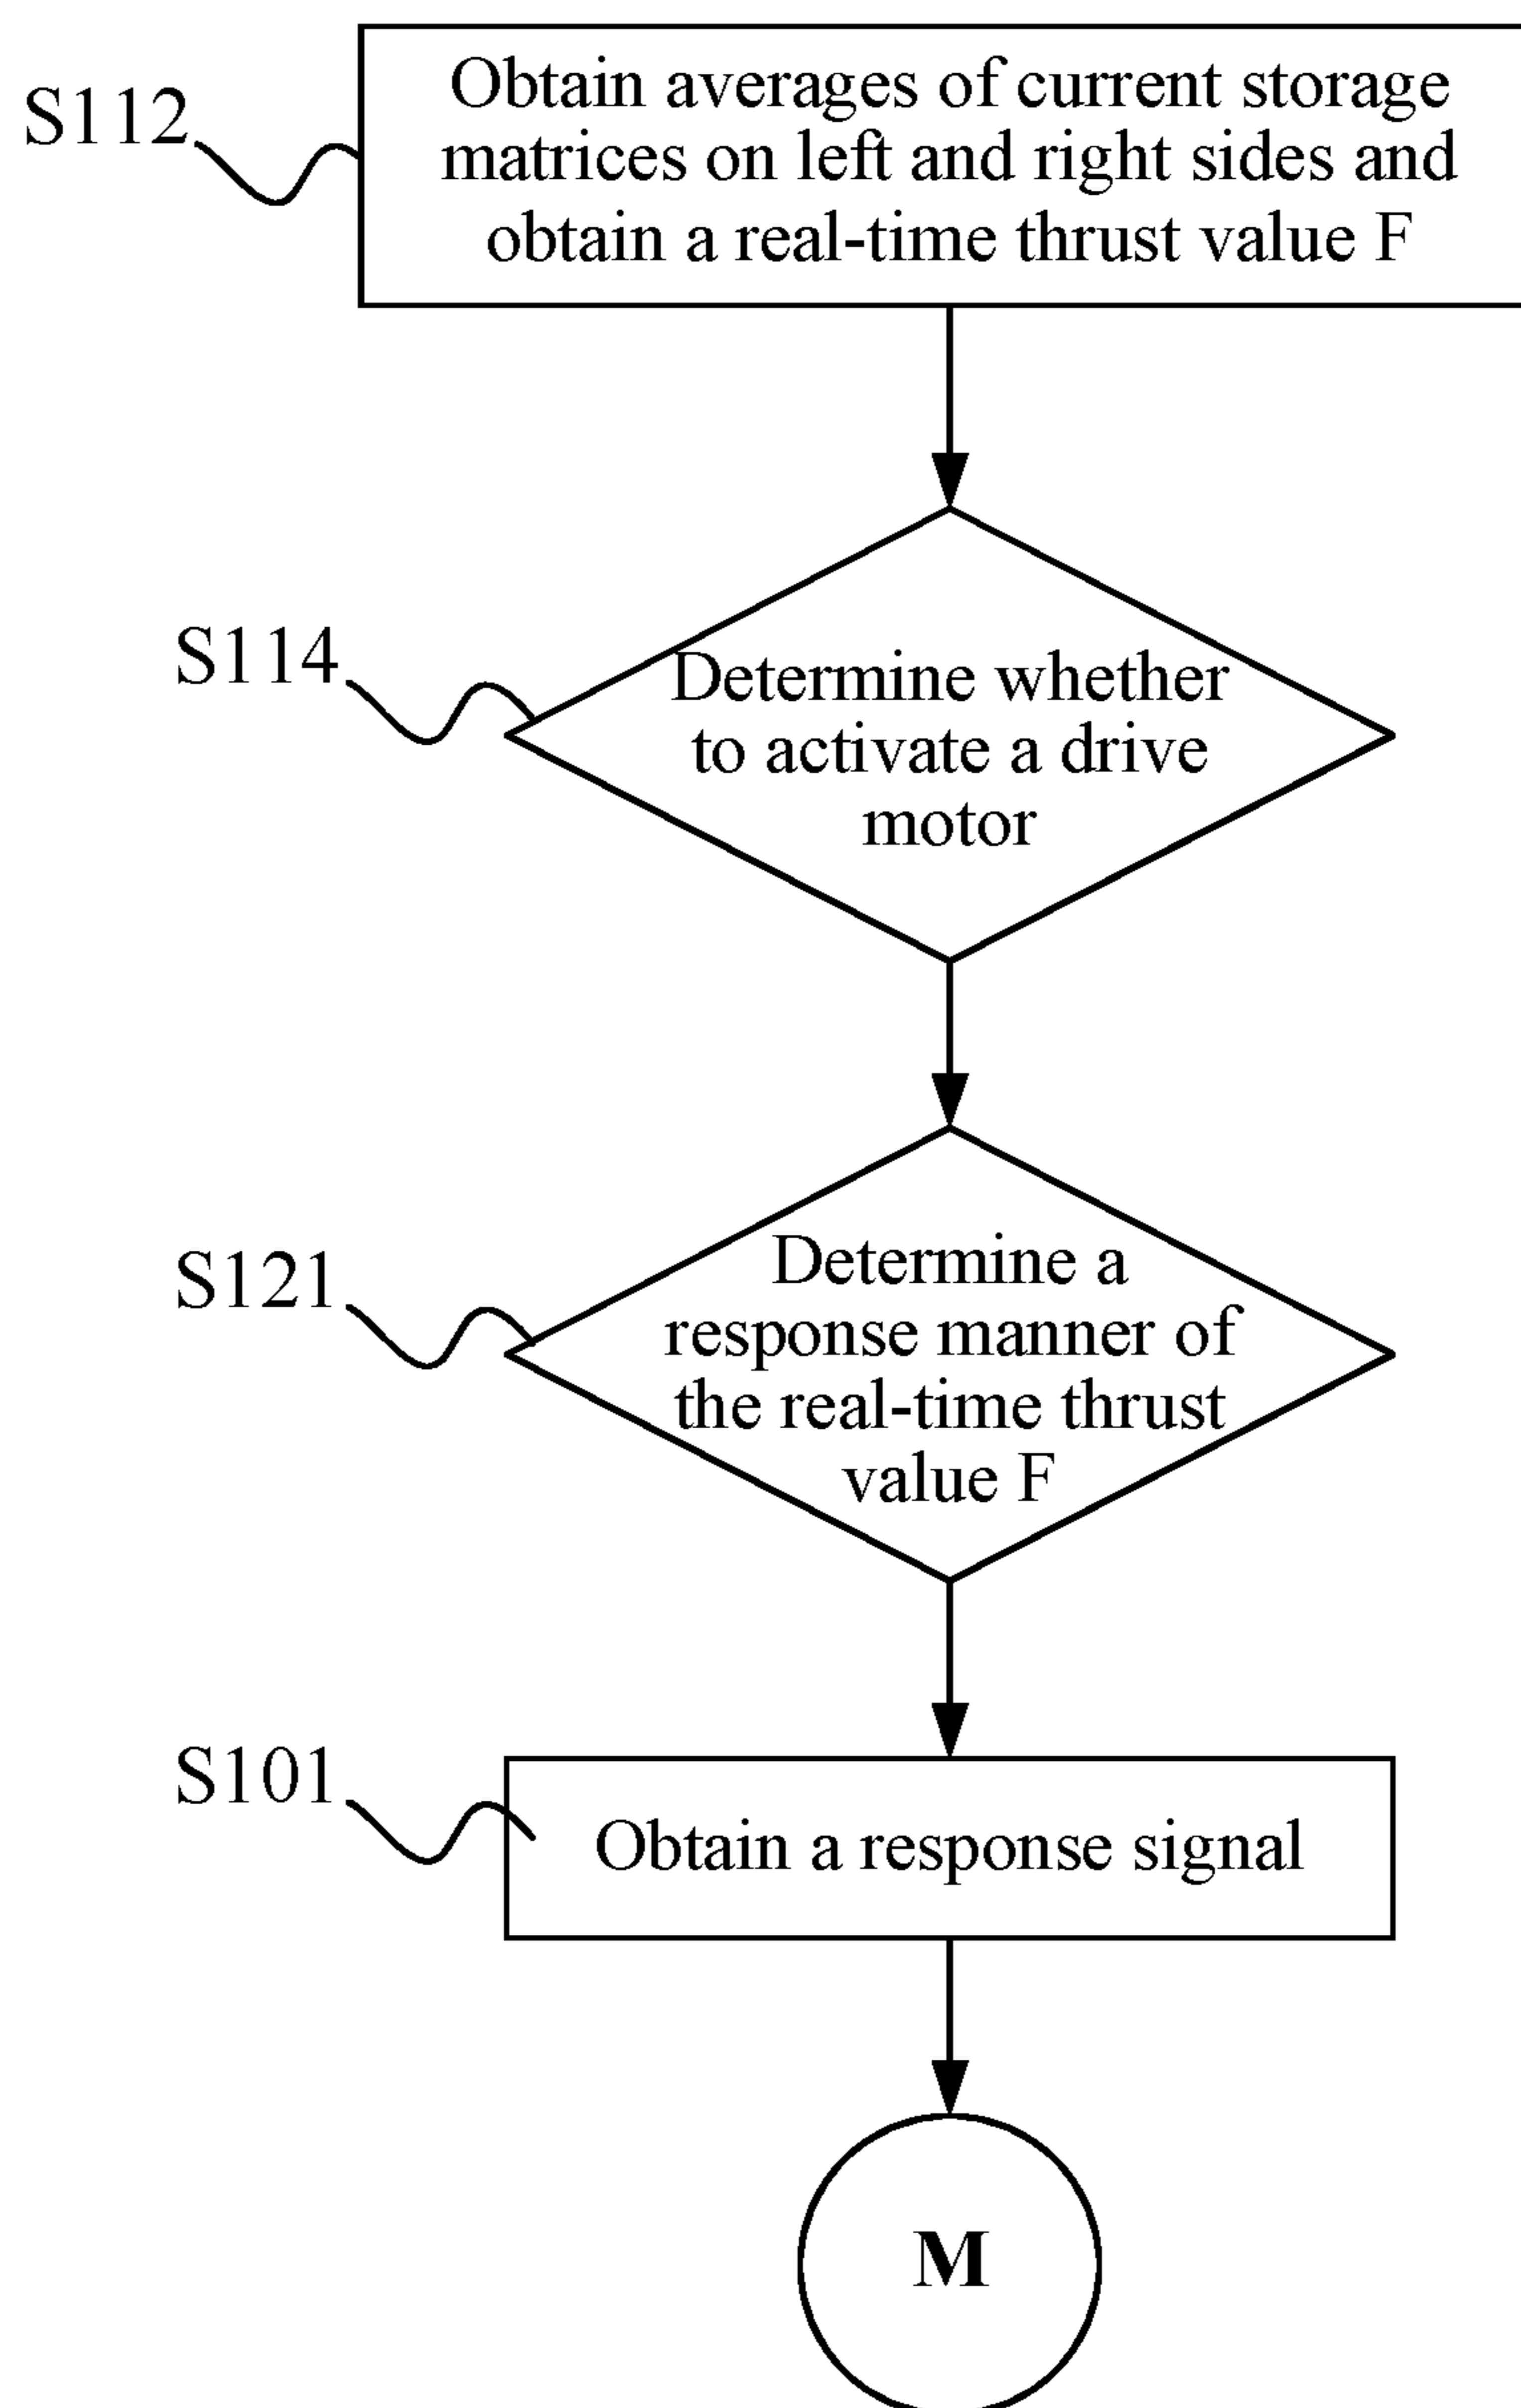 S112
Obtain averages of current storage
matrices on left and right sides and
obtain a real-time thrust value F
S114
Determine whether
to activate a drive
motor
S121
Determine a
response manner of
the real-time thrust
value F
S101
Obtain a response signal
M